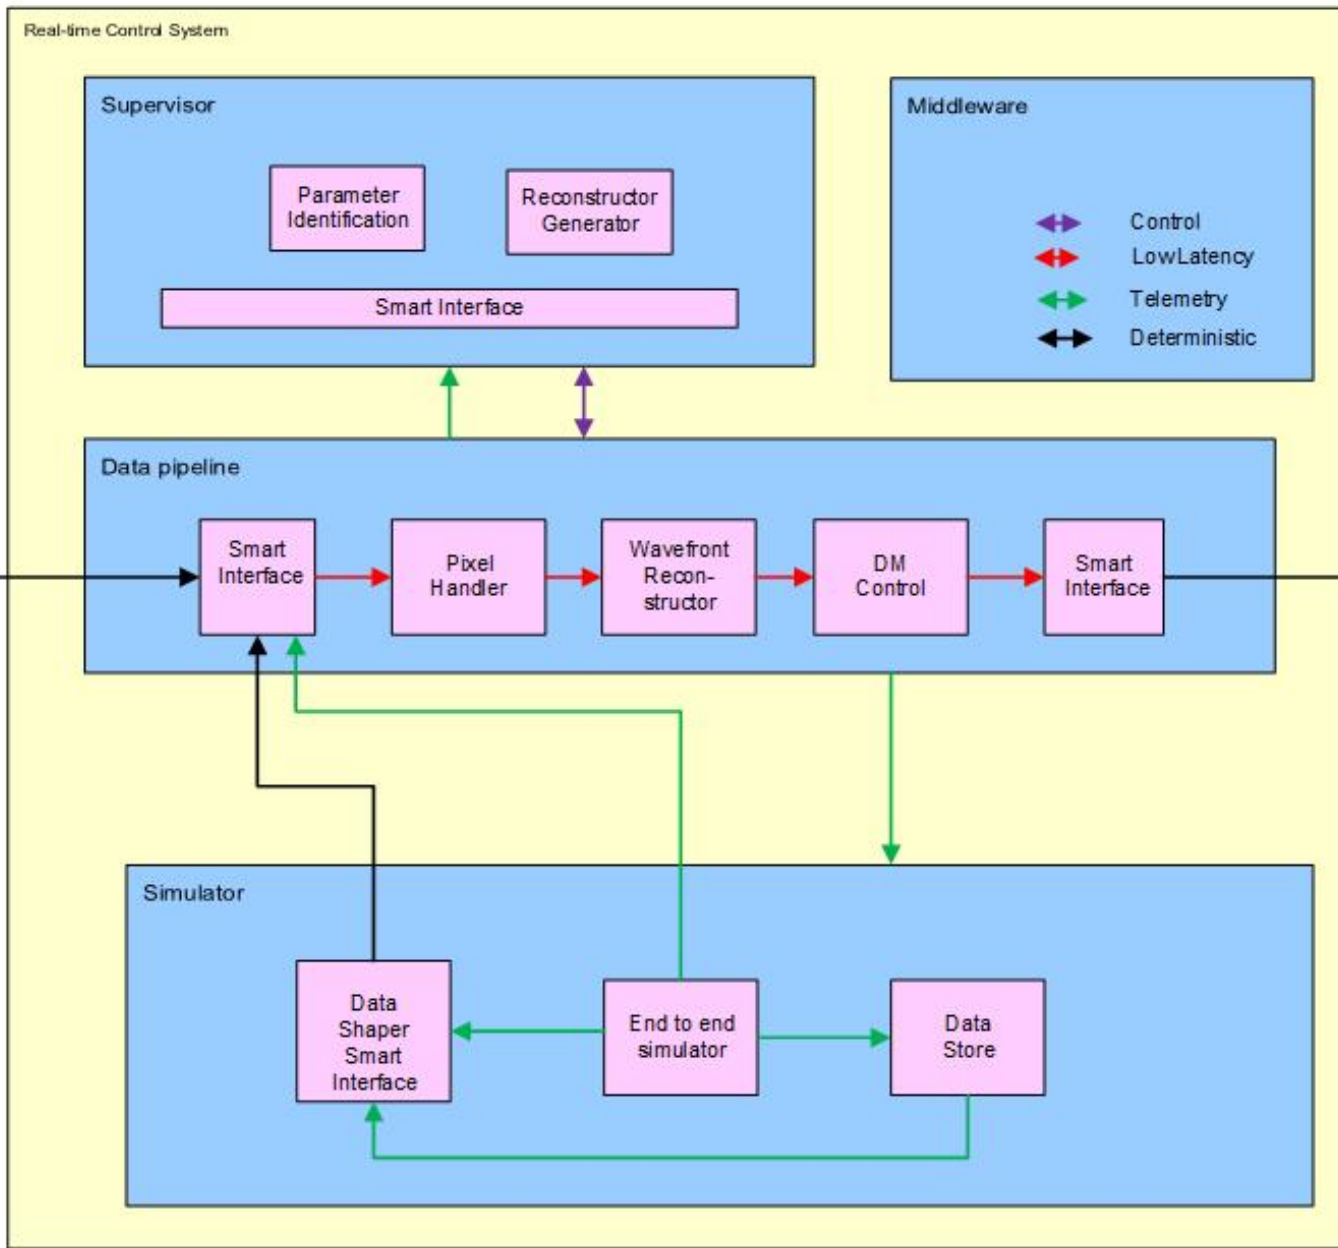 Real-time Control System
Supervisor
Parameter
Identification
Reconstructor
Generator
Smart Interface
Middleware
Control
Low Latency
Telemetry
Deterministic
Data pipeline
Smart
Interface
Pixel
Handler
Wavefront
Recon-
structor
DM
Control
Smart
Interface
Simulator
Data
Shaper
Smart
Interface
End to end
simulator
Data
Store